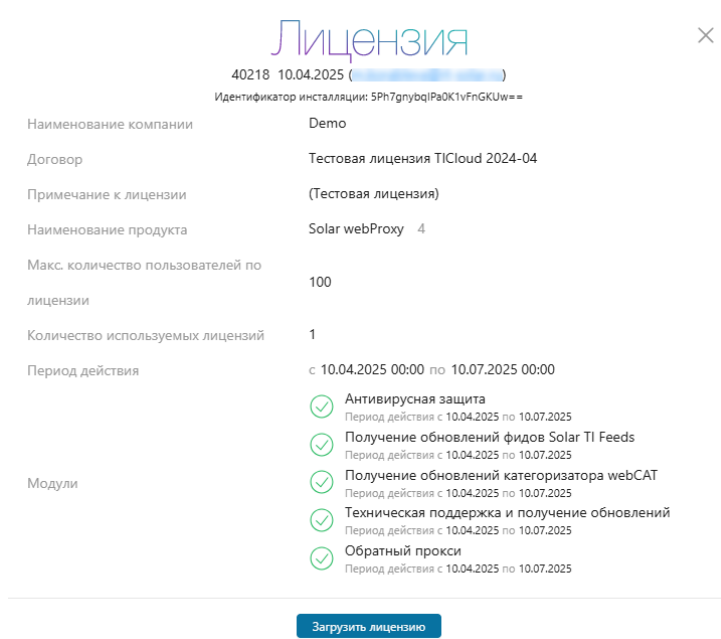 Лицензия
40218 10.04.2025 ( )
Идентификатор инсталляции: 5Ph7gnybqIPa0K1vFnGKUw==
Наименование компании Demo
Договор Тестовая лицензия TICloud 2024-04
Примечание к лицензии (Тестовая лицензия)
Наименование продукта Solar webProxy 4
Макс. количество пользователей по
лицензии 100
Количество используемых лицензий 1
Период действия с 10.04.2025 00:00 по 10.07.2025 00:00
Модули
Антивирусная защита
Период действия с 10.04.2025 по 10.07.2025
Получение обновлений фидов Solar TI Feeds
Период действия с 10.04.2025 по 10.07.2025
Получение обновлений категоризатора webCAT
Период действия с 10.04.2025 по 10.07.2025
Техническая поддержка и получение обновлений
Период действия с 10.04.2025 по 10.07.2025
Обратный прокси
Период действия с 10.04.2025 по 10.07.2025
Загрузить лицензию